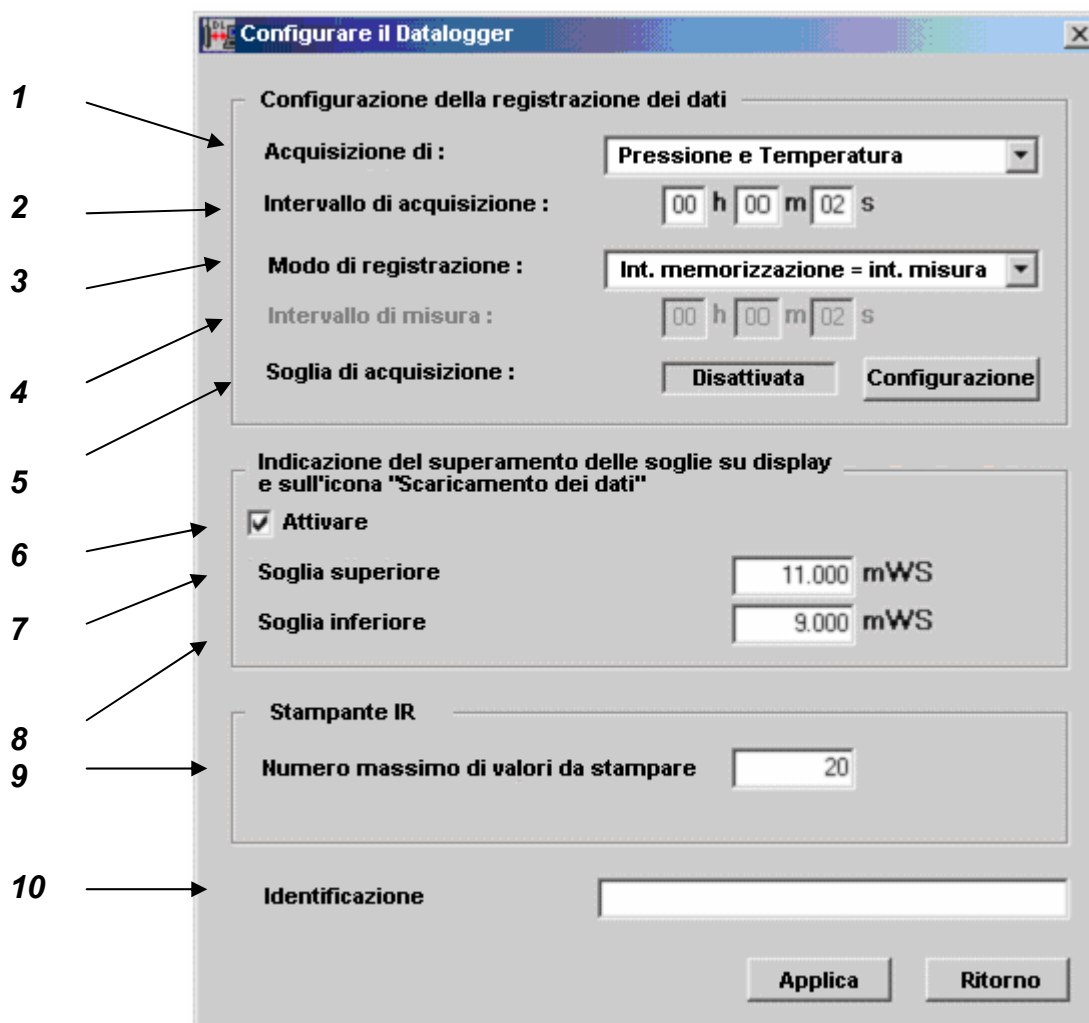 Configurare il Datalogger
1
Configurazione della registrazione dei dati
Acquisizione di :
Pressione e Temperatura
2
Intervallo di acquisizione :
00 h 00 m 02 s
3
Modo di registrazione :
Int. memorizzazione = int. misura
4
Intervallo di misura :
00 h 00 m 02 s
5
Soglia di acquisizione :
Disattivata
Configurazione
Indicazione del superamento delle soglie su display
e sull'icona "Scaricamento dei dati"
6
Attivare
7
Soglia superiore
11.000 mWS
8
Soglia inferiore
9.000 mWS
Stampante IR
9
Numero massimo di valori da stampare
20
10
Identificazione
Applica
Ritorno